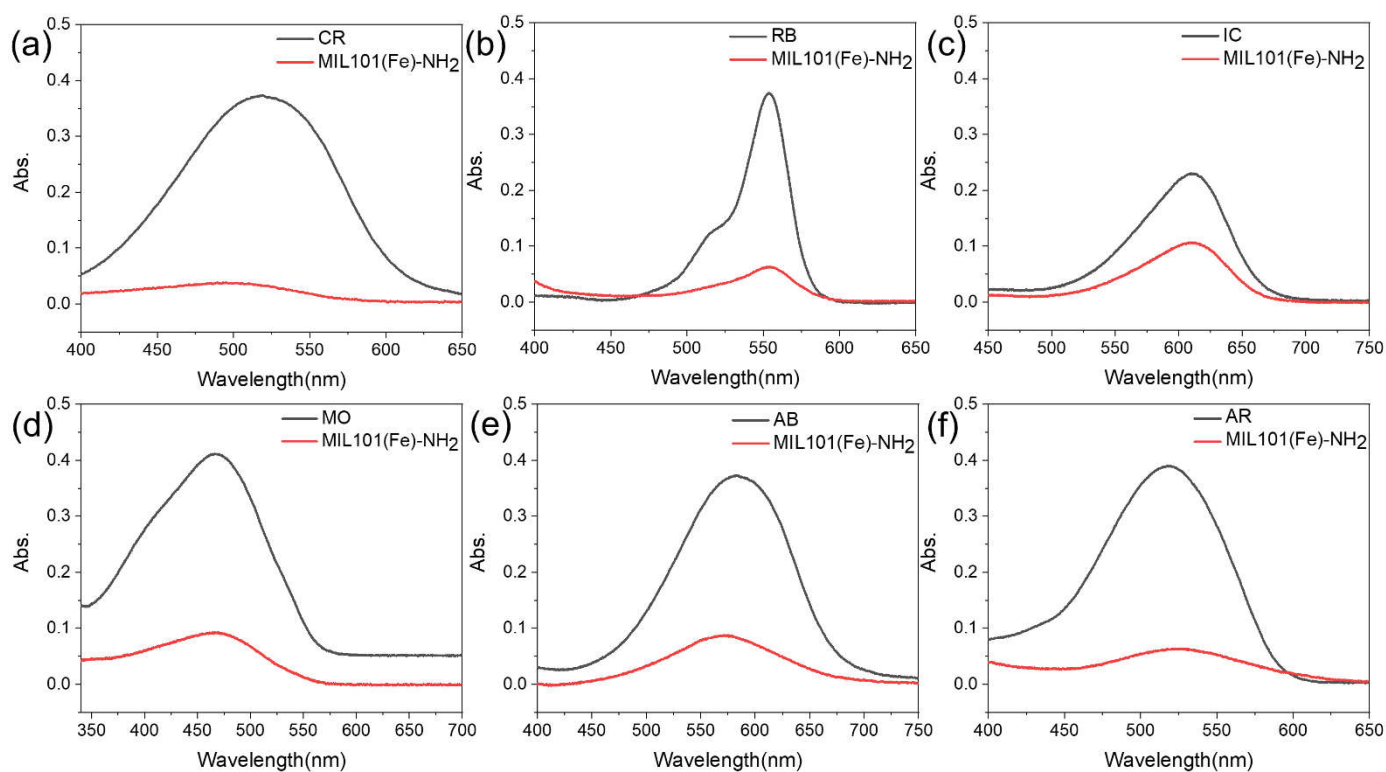 (a)
CR
MIL101(Fe)-NH2
Abs.
0.5
0.4
0.3
0.2
0.1
0.0
400 450 500 550 600 650
Wavelength(nm)
(b)
RB
MIL101(Fe)-NH2
Abs.
0.5
0.4
0.3
0.2
0.1
0.0
400 450 500 550 600 650
Wavelength(nm)
(c)
IC
MIL101(Fe)-NH2
Abs.
0.5
0.4
0.3
0.2
0.1
0.0
450 500 550 600 650 700 750
Wavelength(nm)
(d)
MO
MIL101(Fe)-NH2
Abs.
0.5
0.4
0.3
0.2
0.1
0.0
350 400 450 500 550 600 650 700
Wavelength(nm)
(e)
AB
MIL101(Fe)-NH2
Abs.
0.5
0.4
0.3
0.2
0.1
0.0
400 450 500 550 600 650 700 750
Wavelength(nm)
(f)
AR
MIL101(Fe)-NH2
Abs.
0.5
0.4
0.3
0.2
0.1
0.0
400 450 500 550 600 650
Wavelength(nm)